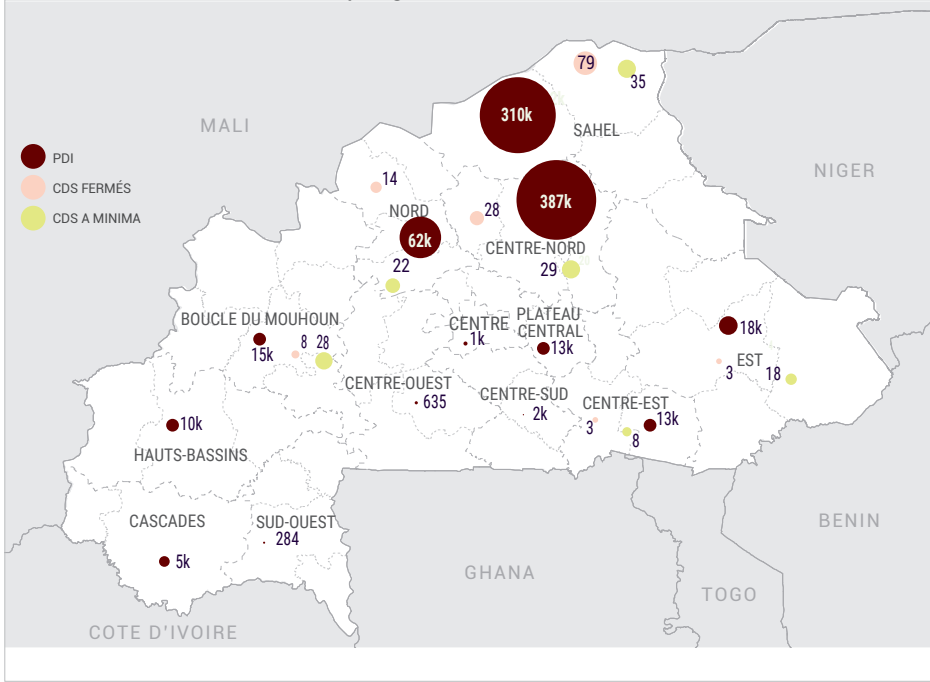 79
35
310k
MALI
SAHEL
PDI
NIGER
CDS FERMÉS
14
387k
CDS A MINIMA
NORD
28
62k
CENTRE-NORD
22
29
BOUCLE DU MOUHOUN
PLATEAU
CENTRAL
CENTRE
1k
18k
8
28
15k
13k
EST
3
18
CENTRE-OUEST
635
CENTRE-SUD
2k
CENTRE-EST
13k
3
8
10k
HAUTS-BASSINS
CASCADES
SUD-OUEST
284
BENIN
5k
GHANA
TOGO
COTE D'IVOIRE